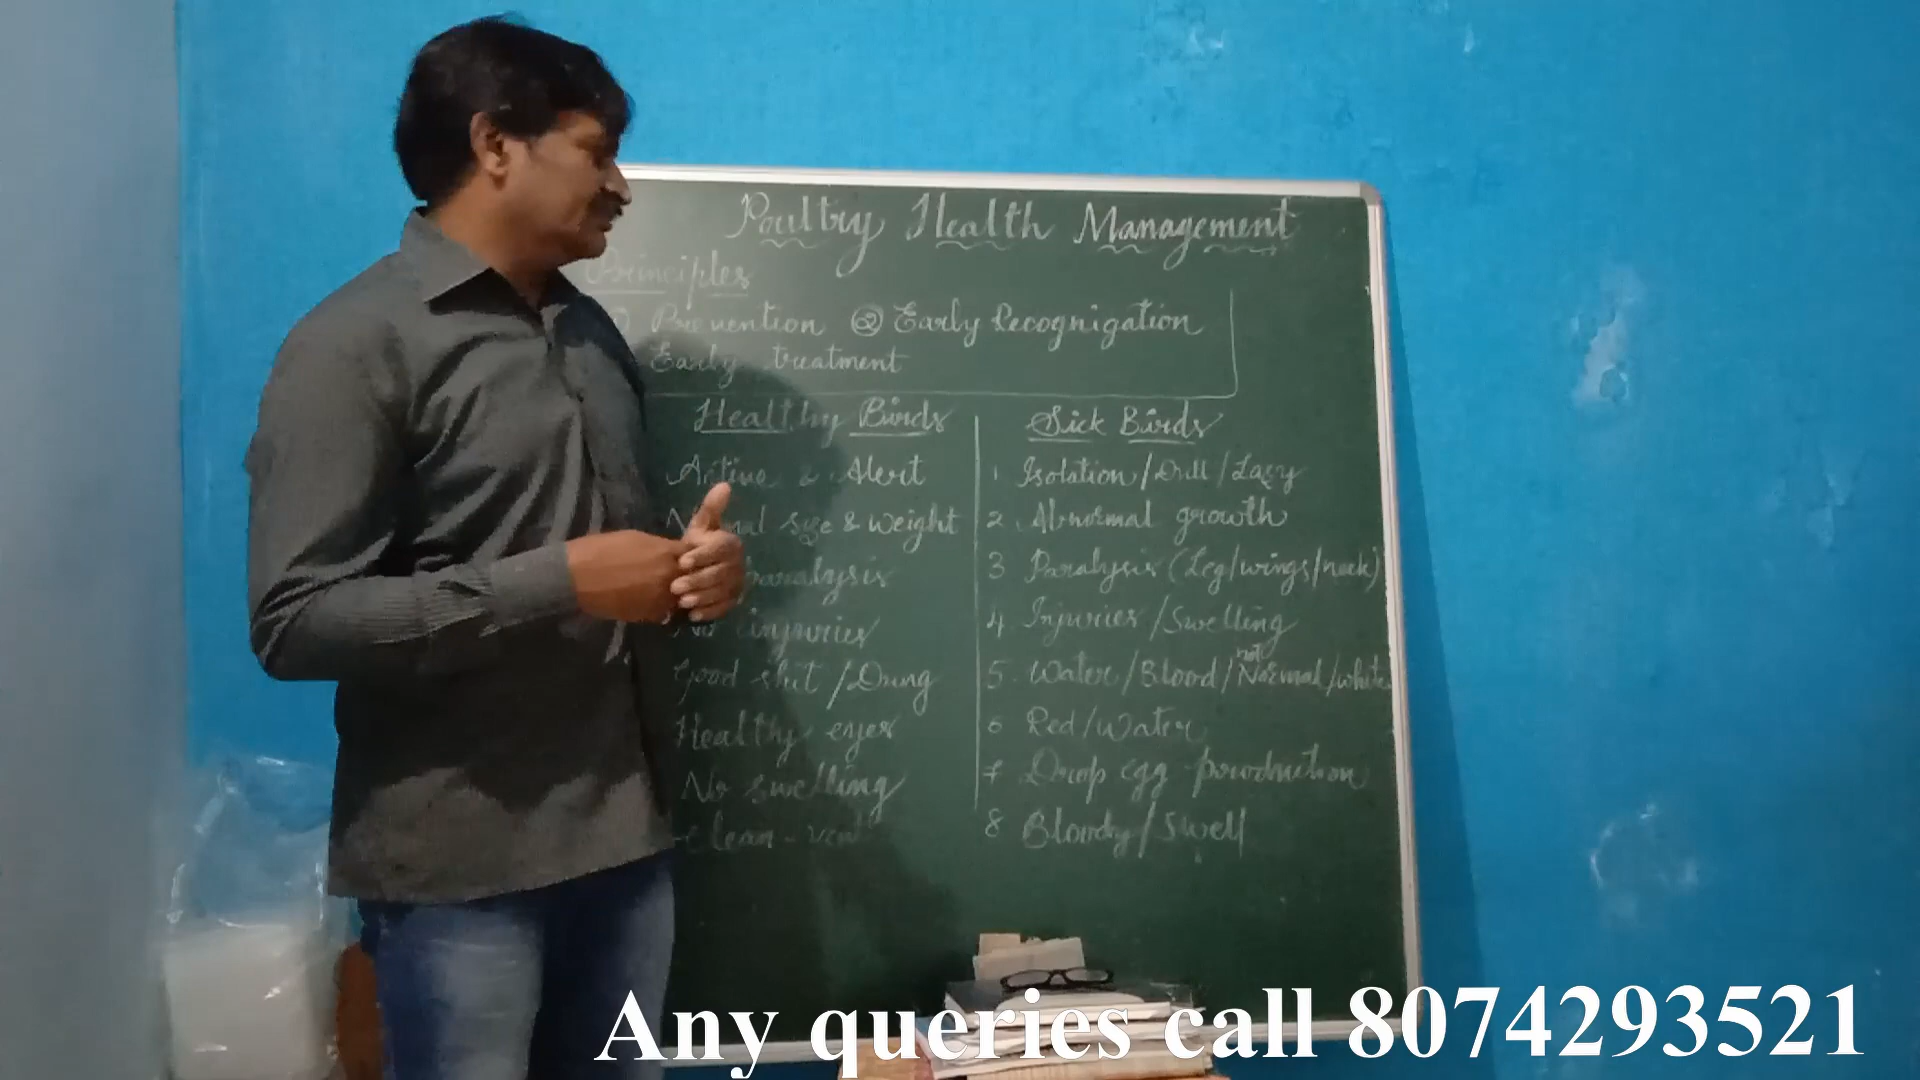 Poultry Health Management
Principles
Prevention ② Early Recognigation
Early treatment
Healthy Birds
Active & Alert
Normal size & weight
paralysis
No injuries
Good shit / Dung
Healthy eyes
No swelling
clean - vent
Sick Birds
1 Isolation / Dull / Lazy
2 Abnormal growth
3 Paralysis (Leg/wings/neck)
4. Injuries / Swelling
5. Water / Blood / not Normal / white
6 Red / Water
7 Drop egg production
8 Bloody / Swell
Any queries call 8074293521